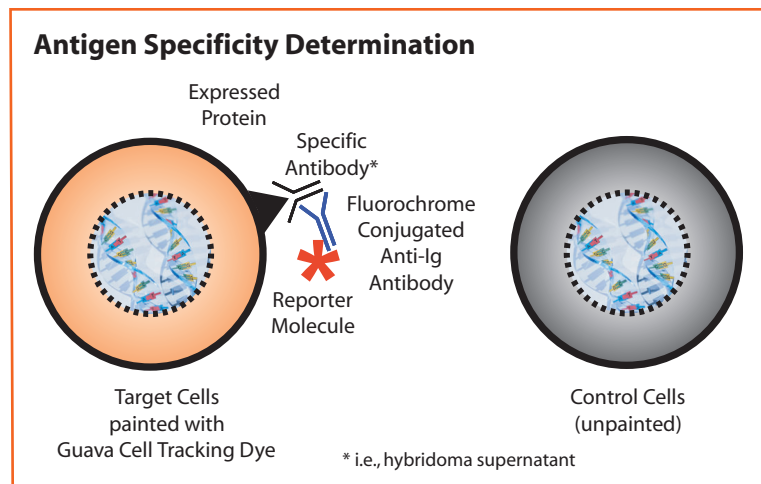 Antigen Specificity Determination
Expressed
Protein
Specific
Antibody*
Fluorochrome
Conjugated
Anti-Ig
Antibody
Reporter
Molecule
Target Cells
painted with
Guava Cell Tracking Dye
Control Cells
(unpainted)
* i.e., hybridoma supernatant